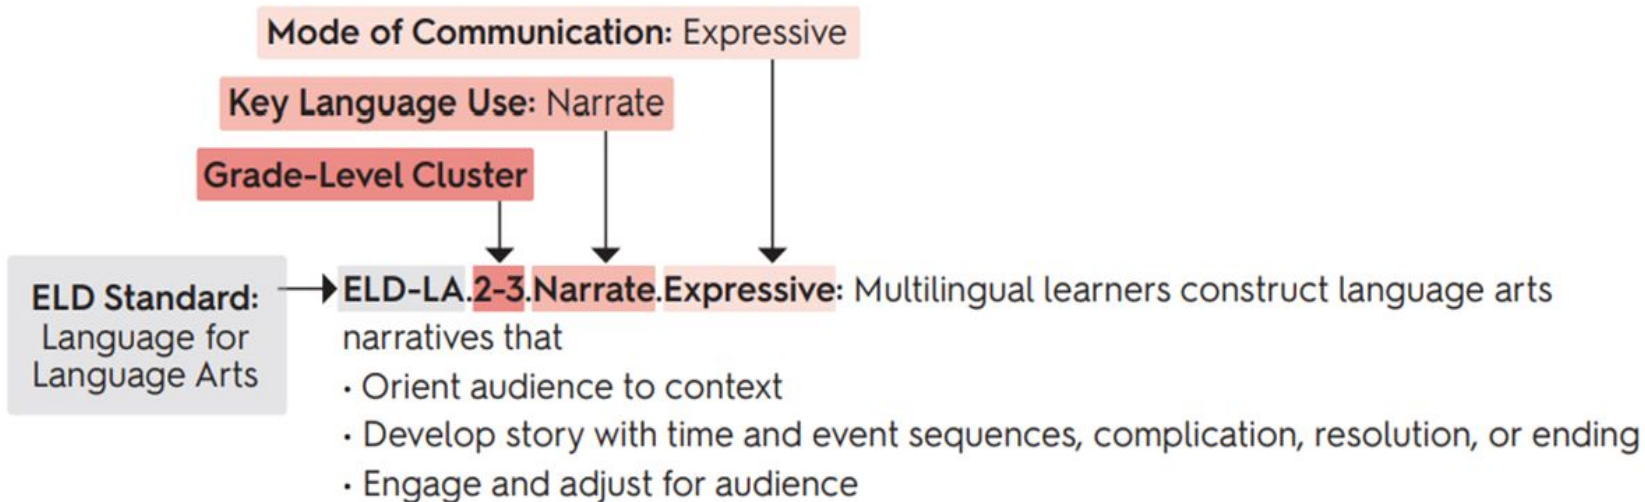 Mode of Communication: Expressive
Key Language Use: Narrate
Grade-Level Cluster
ELD Standard:
Language for
Language Arts
ELD-LA.2-3.Narrate.Expressive: Multilingual learners construct language arts
narratives that
· Orient audience to context
· Develop story with time and event sequences, complication, resolution, or ending
· Engage and adjust for audience